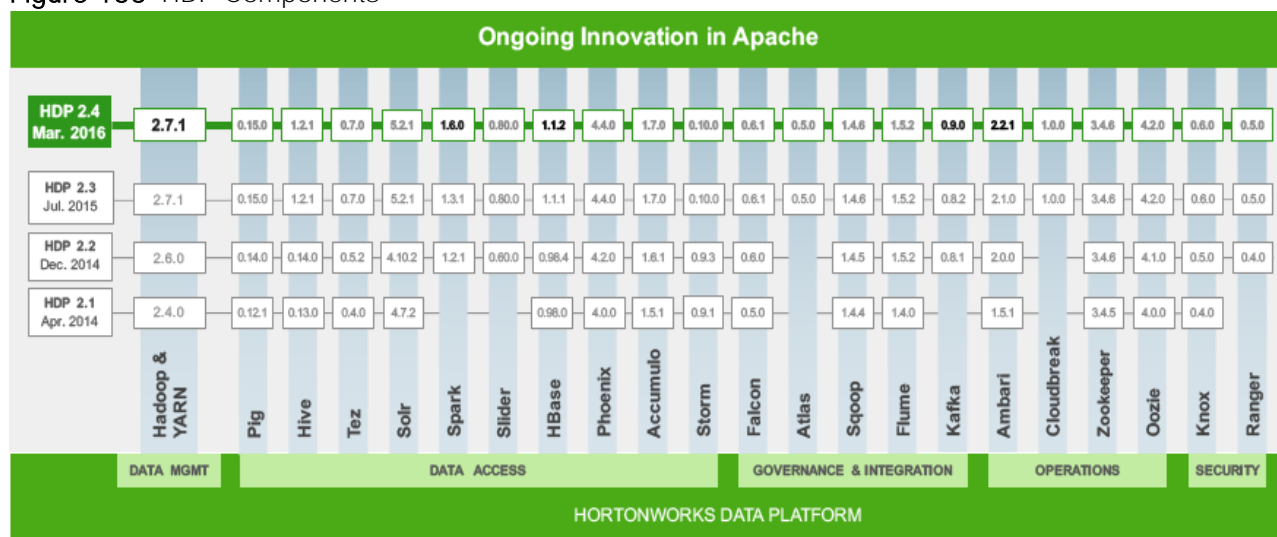 Figure 100 HDP Components
Ongoing Innovation in Apache
HDP 2.4
Mar. 2016
2.7.1 0.15.0 1.2.1 0.7.0 5.2.1 1.6.0 0.80.0 1.1.2 4.4.0 1.7.0 0.10.0 0.6.1 0.5.0 1.4.6 1.5.2 0.9.0 2.2.1 1.0.0 3.4.6 4.2.0 0.6.0 0.5.0
HDP 2.3
Jul. 2015
2.7.1 0.15.0 1.2.1 0.7.0 5.2.1 1.3.1 0.80.0 1.1.1 4.4.0 1.7.0 0.10.0 0.6.1 0.5.0 1.4.6 1.5.2 0.8.2 2.1.0 1.0.0 3.4.6 4.2.0 0.6.0 0.5.0
HDP 2.2
Dec. 2014
2.6.0 0.14.0 0.14.0 0.5.2 4.10.2 1.2.1 0.60.0 0.98.4 4.2.0 1.6.1 0.9.3 0.6.0 1.4.5 1.5.2 0.8.1 2.0.0 3.4.6 4.1.0 0.5.0 0.4.0
HDP 2.1
Apr. 2014
2.4.0 0.12.1 0.13.0 0.4.0 4.7.2 0.98.0 4.0.0 1.5.1 0.9.1 0.5.0 1.4.4 1.4.0 1.5.1 3.4.5 4.0.0 0.4.0
Hadoop &
YARN
Pig
Hive
Tez
Solr
Spark
Slider
HBase
Phoenix
Accumulo
Storm
Falcon
Atlas
Sqoop
Flume
Kafka
Ambari
Cloudbreak
Zookeeper
Oozie
Knox
Ranger
DATA MGMT DATA ACCESS GOVERNANCE & INTEGRATION OPERATIONS SECURITY
HORTONWORKS DATA PLATFORM